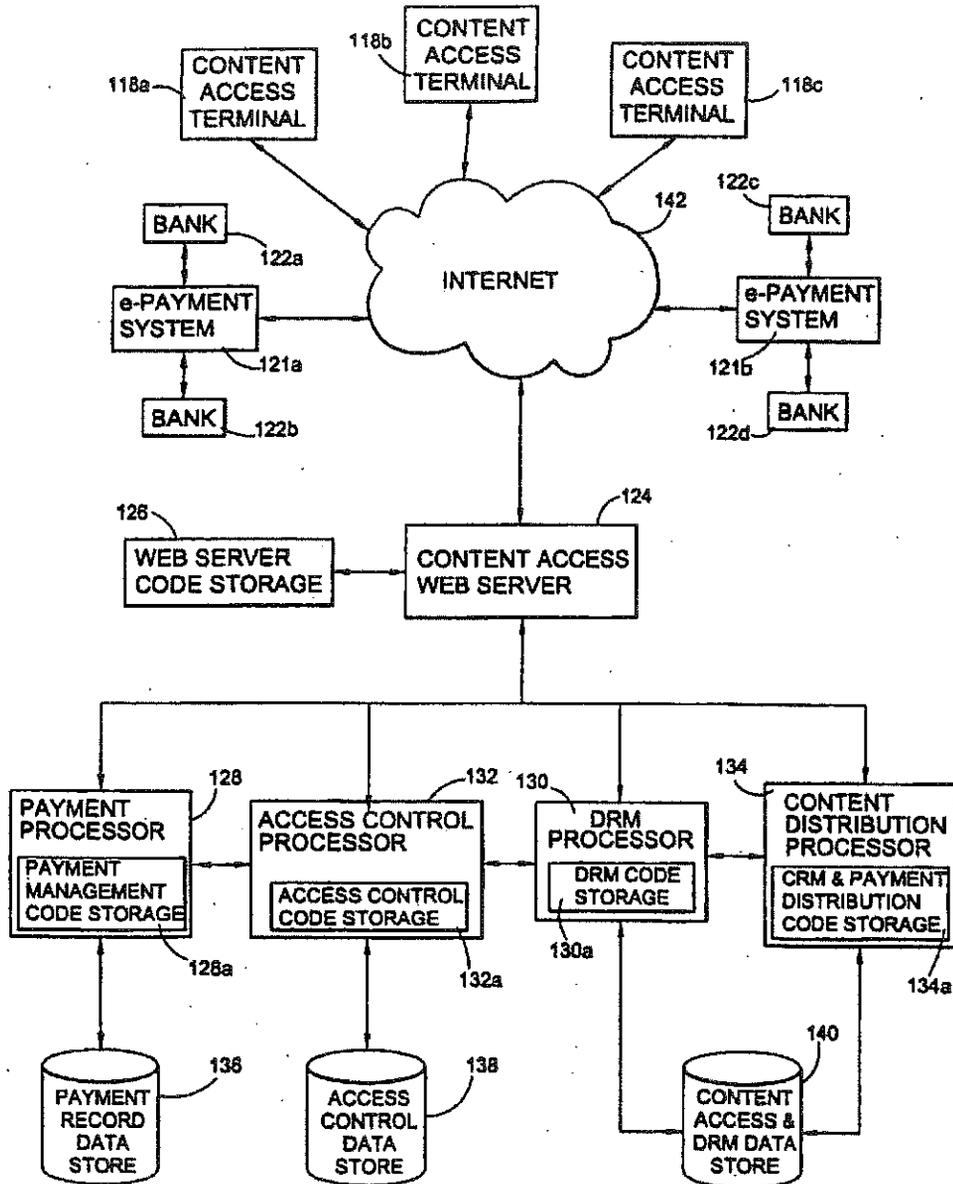 CONTENT
ACCESS
TERMINAL
118a
CONTENT
ACCESS
TERMINAL
118b
CONTENT
ACCESS
TERMINAL
118c
142
INTERNET
BANK
122a
e-PAYMENT
SYSTEM
121a
BANK
122b
122c
BANK
e-PAYMENT
SYSTEM
121b
BANK
122d
126
WEB SERVER
CODE STORAGE
124
CONTENT ACCESS
WEB SERVER
128
PAYMENT
PROCESSOR
PAYMENT
MANAGEMENT
CODE STORAGE
128a
132
ACCESS CONTROL
PROCESSOR
ACCESS CONTROL
CODE STORAGE
132a
130
DRM
PROCESSOR
DRM CODE
STORAGE
130a
134
CONTENT
DISTRIBUTION
PROCESSOR
CRM & PAYMENT
DISTRIBUTION
CODE STORAGE
134a
136
PAYMENT
RECORD
DATA
STORE
138
ACCESS
CONTROL
DATA
STORE
140
CONTENT
ACCESS &
DRM DATA
STORE